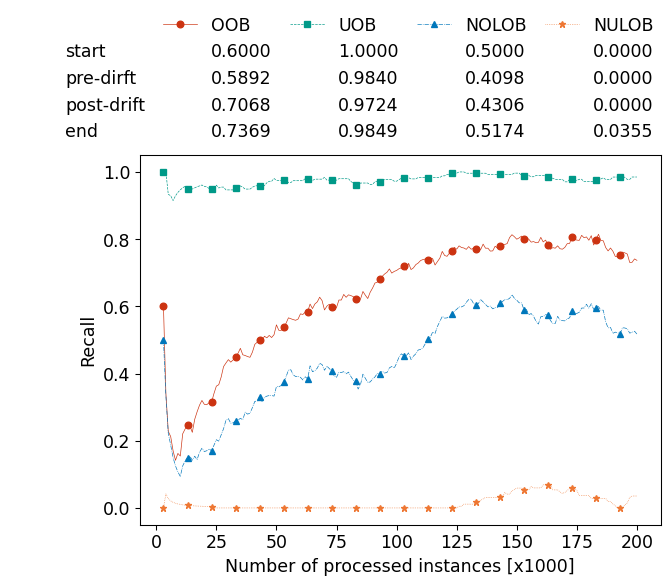 OOB UOB NOLOB NULOB
start 0.6000 1.0000 0.5000 0.0000
pre-dirft 0.5892 0.9840 0.4098 0.0000
post-drift 0.7068 0.9724 0.4306 0.0000
end 0.7369 0.9849 0.5174 0.0355
1.0
0.8
0.6
0.4
0.2
0.0
Recall
0 25 50 75 100 125 150 175 200
Number of processed instances [x1000]